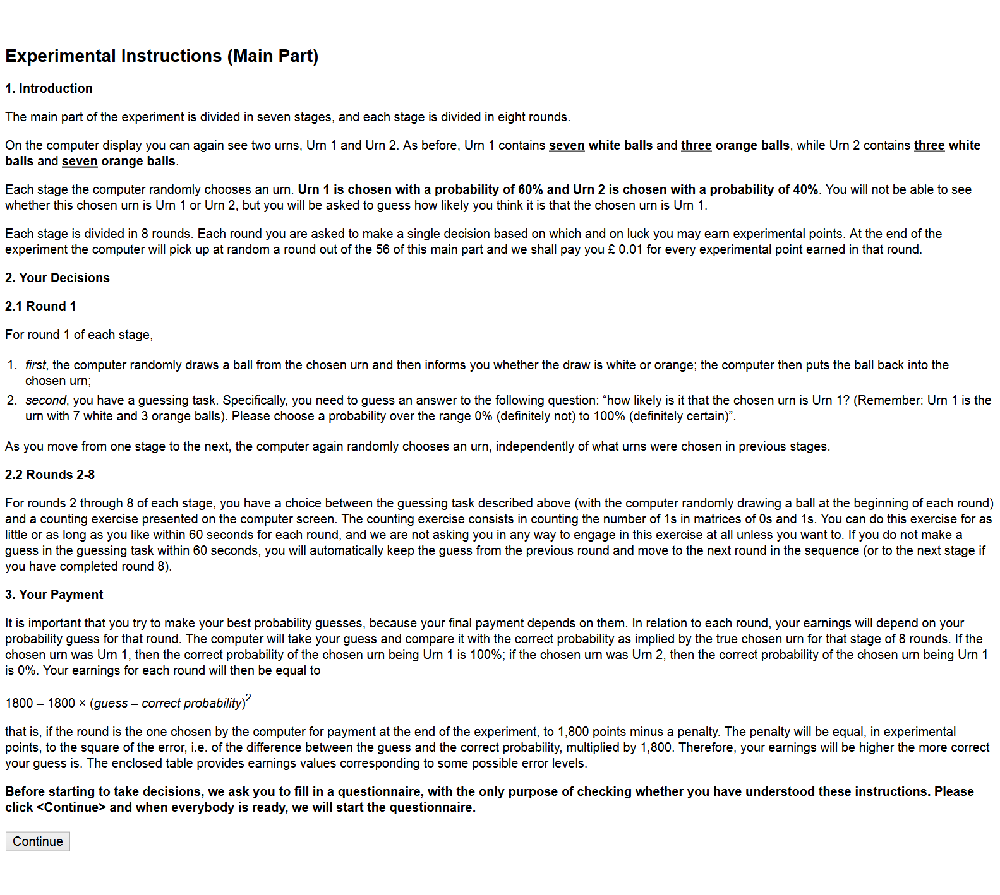 Experimental Instructions (Main Part)
1. Introduction
The main part of the experiment is divided in seven stages, and each stage is divided in eight rounds.
On the computer display you can again see two urns, Urn 1 and Urn 2. As before, Urn 1 contains seven white balls and three orange balls, while Urn 2 contains three white
balls and seven orange balls.
Each stage the computer randomly chooses an urn. Urn 1 is chosen with a probability of 60% and Urn 2 is chosen with a probability of 40%. You will not be able to see
whether this chosen urn is Urn 1 or Urn 2, but you will be asked to guess how likely you think it is that the chosen urn is Urn 1.
Each stage is divided in 8 rounds. Each round you are asked to make a single decision based on which and on luck you may earn experimental points. At the end of the
experiment the computer will pick up at random a round out of the 56 of this main part and we shall pay you £ 0.01 for every experimental point earned in that round.
2. Your Decisions
2.1 Round 1
For round 1 of each stage,
1. first, the computer randomly draws a ball from the chosen urn and then informs you whether the draw is white or orange; the computer then puts the ball back into the
chosen urn;
2. second, you have a guessing task. Specifically, you need to guess an answer to the following question: “how likely is it that the chosen urn is Urn 1? (Remember: Urn 1 is the
urn with 7 white and 3 orange balls). Please choose a probability over the range 0% (definitely not) to 100% (definitely certain)”.
As you move from one stage to the next, the computer again randomly chooses an urn, independently of what urns were chosen in previous stages.
2.2 Rounds 2-8
For rounds 2 through 8 of each stage, you have a choice between the guessing task described above (with the computer randomly drawing a ball at the beginning of each round)
and a counting exercise presented on the computer screen. The counting exercise consists in counting the number of 1s in matrices of 0s and 1s. You can do this exercise for as
little or as long as you like within 60 seconds for each round, and we are not asking you in any way to engage in this exercise at all unless you want to. If you do not make a
guess in the guessing task within 60 seconds, you will automatically keep the guess from the previous round and move to the next round in the sequence (or to the next stage if
you have completed round 8).
3. Your Payment
It is important that you try to make your best probability guesses, because your final payment depends on them. In relation to each round, your earnings will depend on your
probability guess for that round. The computer will take your guess and compare it with the correct probability as implied by the true chosen urn for that stage of 8 rounds. If the
chosen urn was Urn 1, then the correct probability of the chosen urn being Urn 1 is 100%; if the chosen urn was Urn 2, then the correct probability of the chosen urn being Urn 1
is 0%. Your earnings for each round will then be equal to
1800 – 1800 × (guess – correct probability)²
that is, if the round is the one chosen by the computer for payment at the end of the experiment, to 1,800 points minus a penalty. The penalty will be equal, in experimental
points, to the square of the error, i.e. of the difference between the guess and the correct probability, multiplied by 1,800. Therefore, your earnings will be higher the more correct
your guess is. The enclosed table provides earnings values corresponding to some possible error levels.
Before starting to take decisions, we ask you to fill in a questionnaire, with the only purpose of checking whether you have understood these instructions. Please
click <Continue> and when everybody is ready, we will start the questionnaire.
Continue